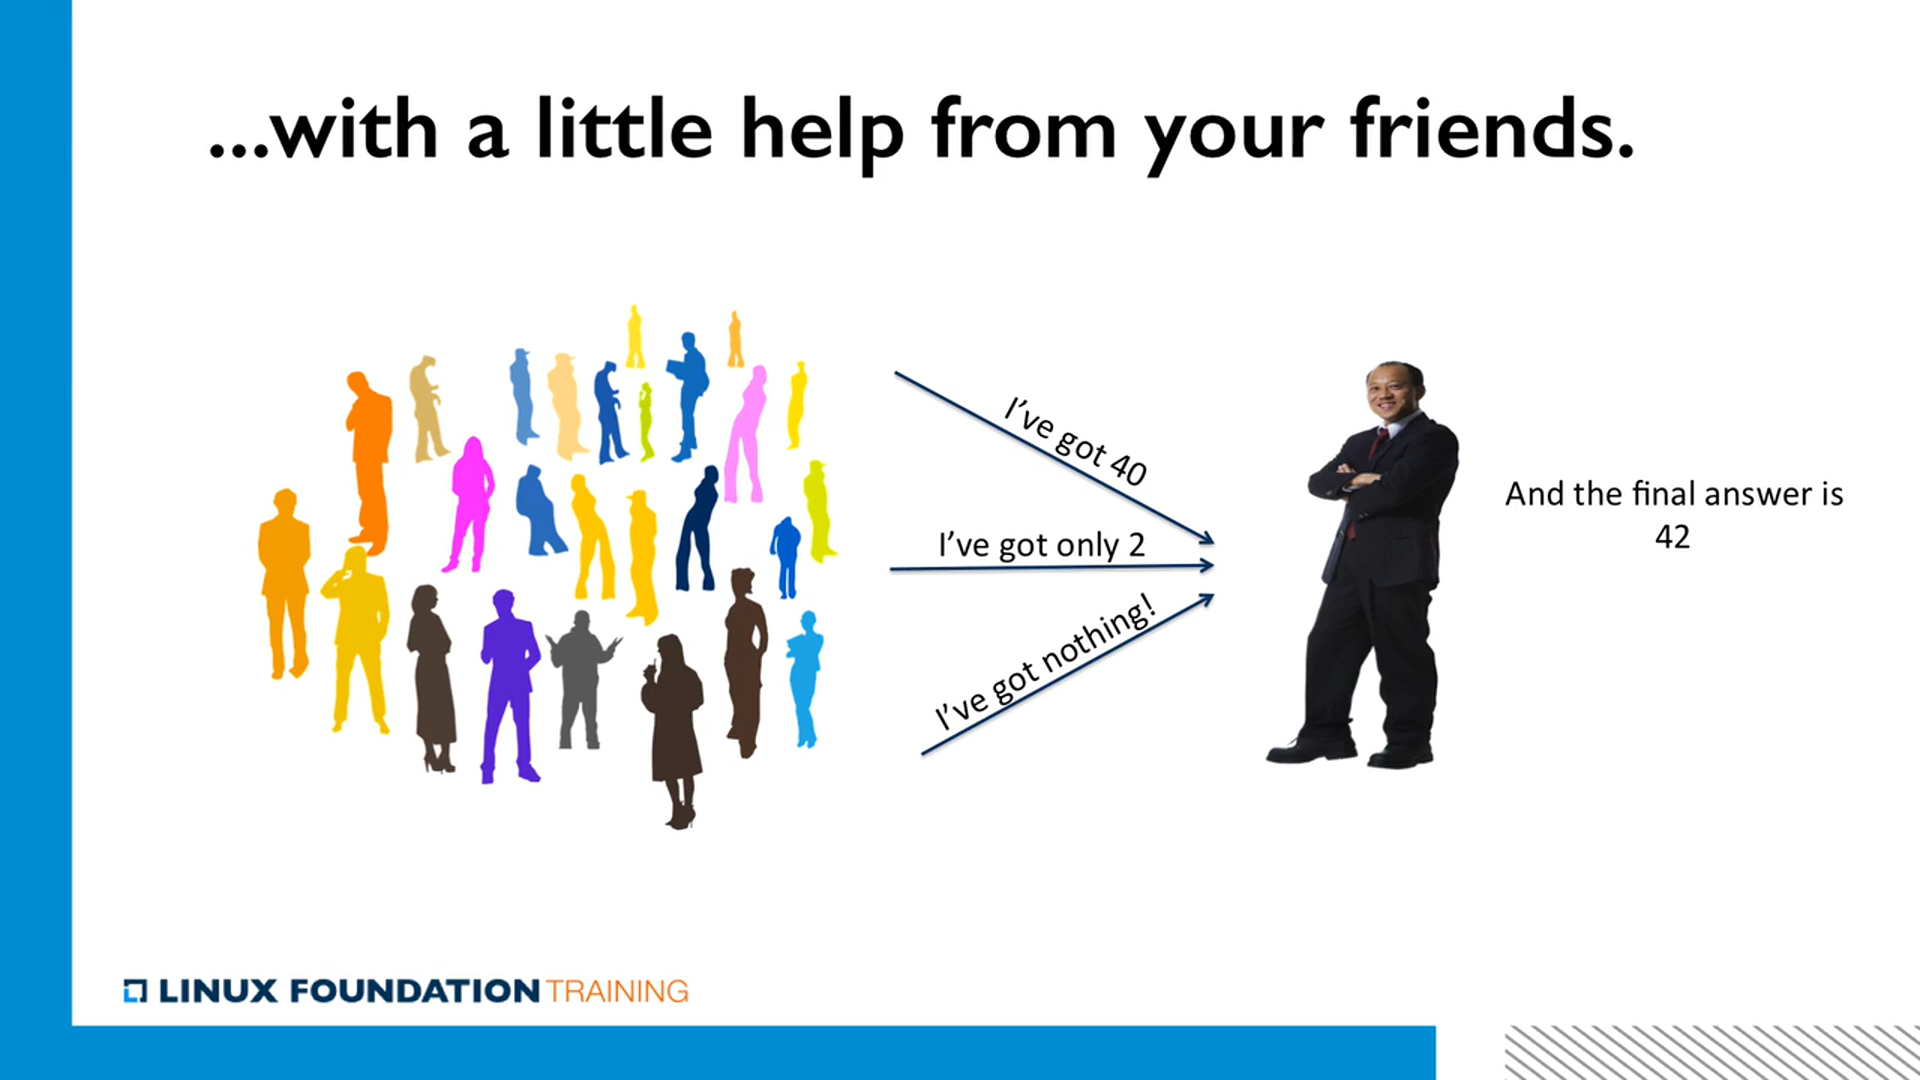 ...with a little help from your friends.
I've got 40
I've got only 2
I've got nothing!
And the final answer is
42
LINUX FOUNDATION TRAINING